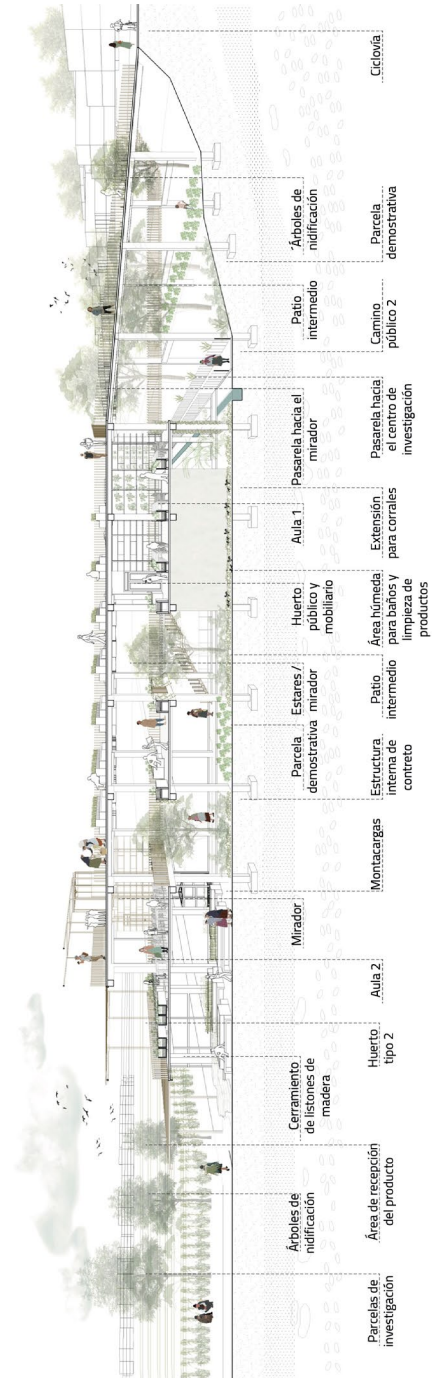 Árboles de
nidificación
Cerramiento
de listones de
madera
Mirador
Parcela
demostrativa
Estares /
mirador
Huerto
público y
mobiliario
Aula 1
Pasarela hacia el
mirador
Patio
intermedio
´Árboles de
nidificación
Parcelas de
investigación
Área de recepción
del producto
Huerto
tipo 2
Aula 2
Montacargas
Estructura
interna de
concreto
Patio
intermedio
Área húmeda
para baños y
limpieza de
productos
Extensión
para corrales
Pasarela hacia
el centro de
investigación
Camino
público 2
Parcela
demostrativa
Ciclovía